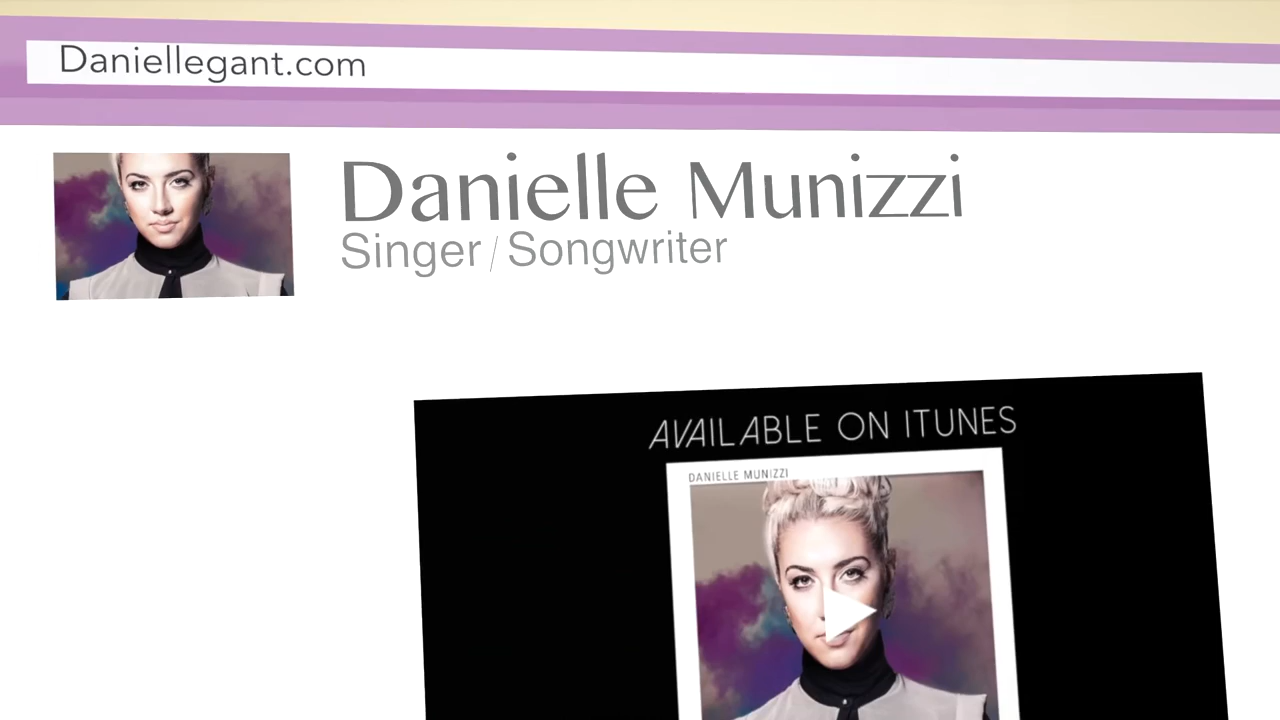 Daniellegant.com
Danielle Munizzi
Singer / Songwriter
AVAILABLE ON ITUNES
DANIELLE MUNIZZI